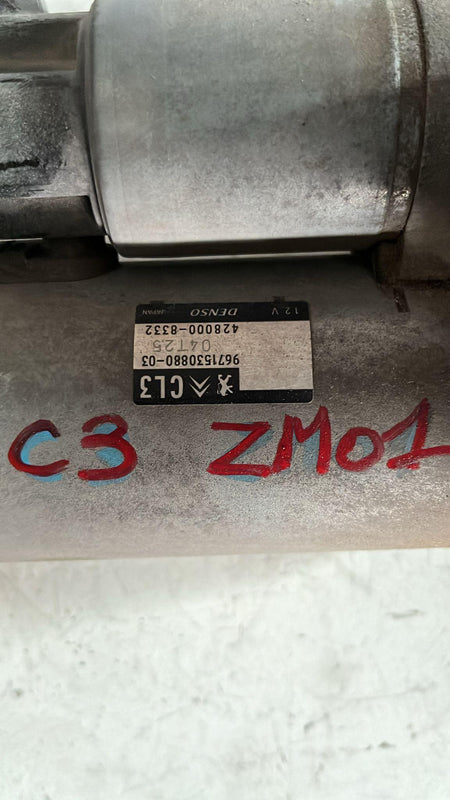 CL3
9671530880-03
04T25
428000-8332
12V DENSO JAPAN
C3 ZM01